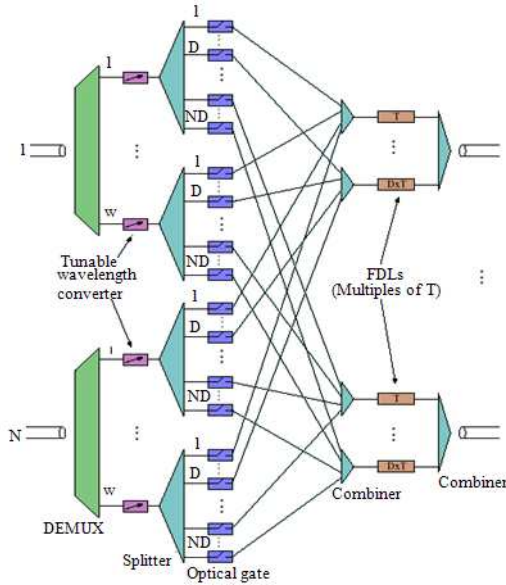 1
D
ND
1
1
w
1
D
ND
Tunable
wavelength
converter
T
DxT
FDLs
(Multiples of T)
1
D
ND
1
N
w
1
D
ND
T
DxT
DEMUX
Splitter
Optical gate
Combiner
Combiner